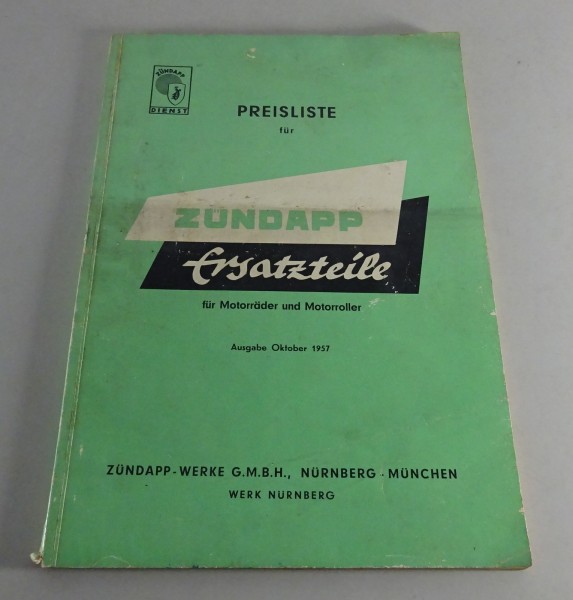 ZÜNDAPP
DIENST
PREISLISTE
für
ZÜNDAPP
Ersatzteile
für Motorräder und Motorroller
Ausgabe Oktober 1957
ZÜNDAPP-WERKE G.M.B.H., NÜRNBERG - MÜNCHEN
WERK NÜRNBERG